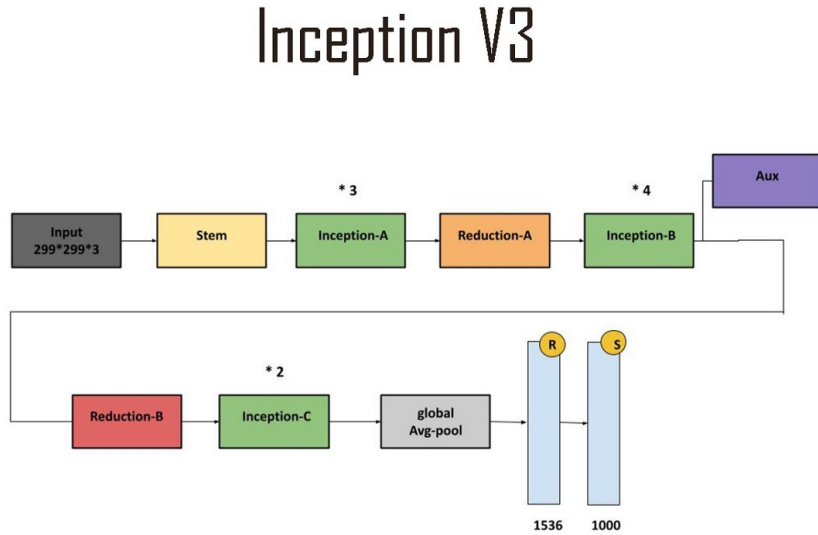 Inception V3
* 3
* 4
Aux
Input
299*299*3
Stem
Inception-A
Reduction-A
Inception-B
* 2
R
S
Reduction-B
Inception-C
global
Avg-pool
1536
1000